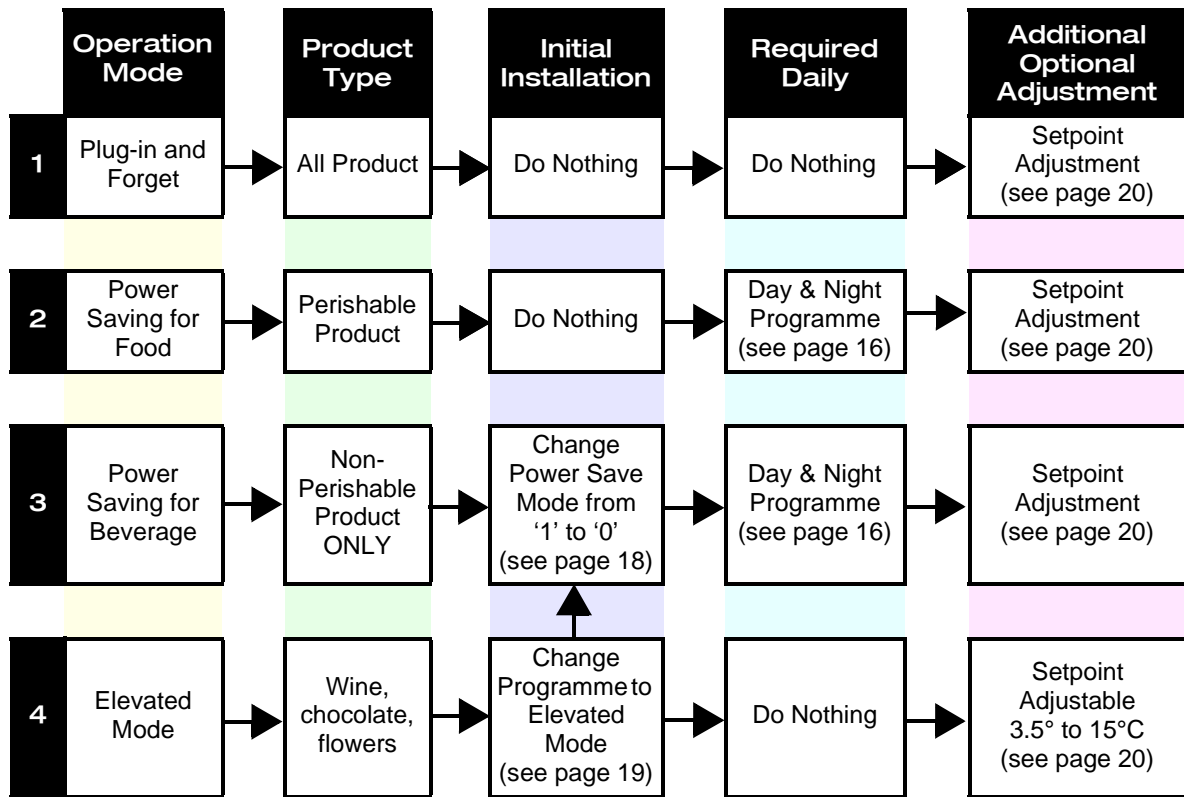 Operation
Mode
Product
Type
Initial
Installation
Required
Daily
Additional
Optional
Adjustment
1
Plug-in and
Forget
All Product
Do Nothing
Do Nothing
Setpoint
Adjustment
(see page 20)
2
Power
Saving for
Food
Perishable
Product
Do Nothing
Day & Night
Programme
(see page 16)
Setpoint
Adjustment
(see page 20)
3
Power
Saving for
Beverage
Non-
Perishable
Product
ONLY
Change
Power Save
Mode from
‘1’ to ‘0’
(see page 18)
Day & Night
Programme
(see page 16)
Setpoint
Adjustment
(see page 20)
4
Elevated
Mode
Wine,
chocolate,
flowers
Change
Programme to
Elevated
Mode
(see page 19)
Do Nothing
Setpoint
Adjustable
3.5° to 15°C
(see page 20)